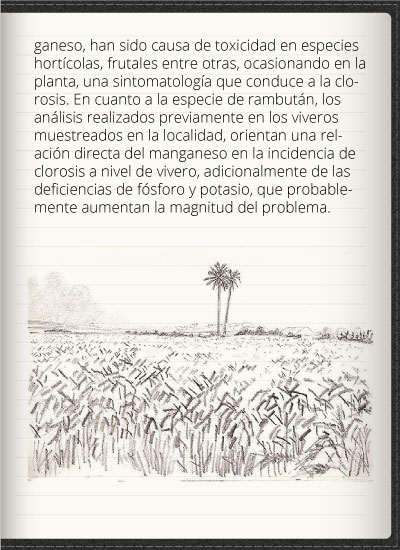 ganeso, han sido causa de toxicidad en especies
hortícolas, frutales entre otras, ocasionando en la
planta, una sintomatología que conduce a la clo-
rosis. En cuanto a la especie de rambután, los
análisis realizados previamente en los viveros
muestreados en la localidad, orientan una rel-
ación directa del manganeso en la incidencia de
clorosis a nivel de vivero, adicionalmente de las
deficiencias de fósforo y potasio, que probable-
mente aumentan la magnitud del problema.